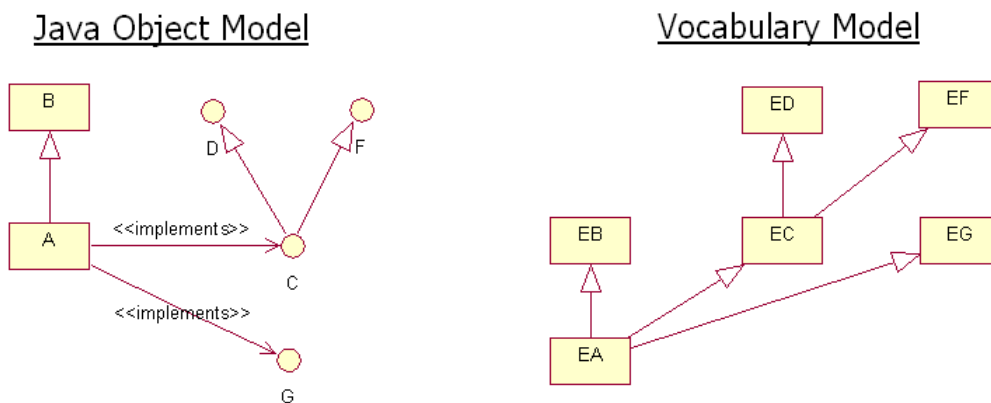 Java Object Model
B
D
F
A
<<implements>>
C
<<implements>>
G
Vocabulary Model
ED
EF
EB
EC
EG
EA